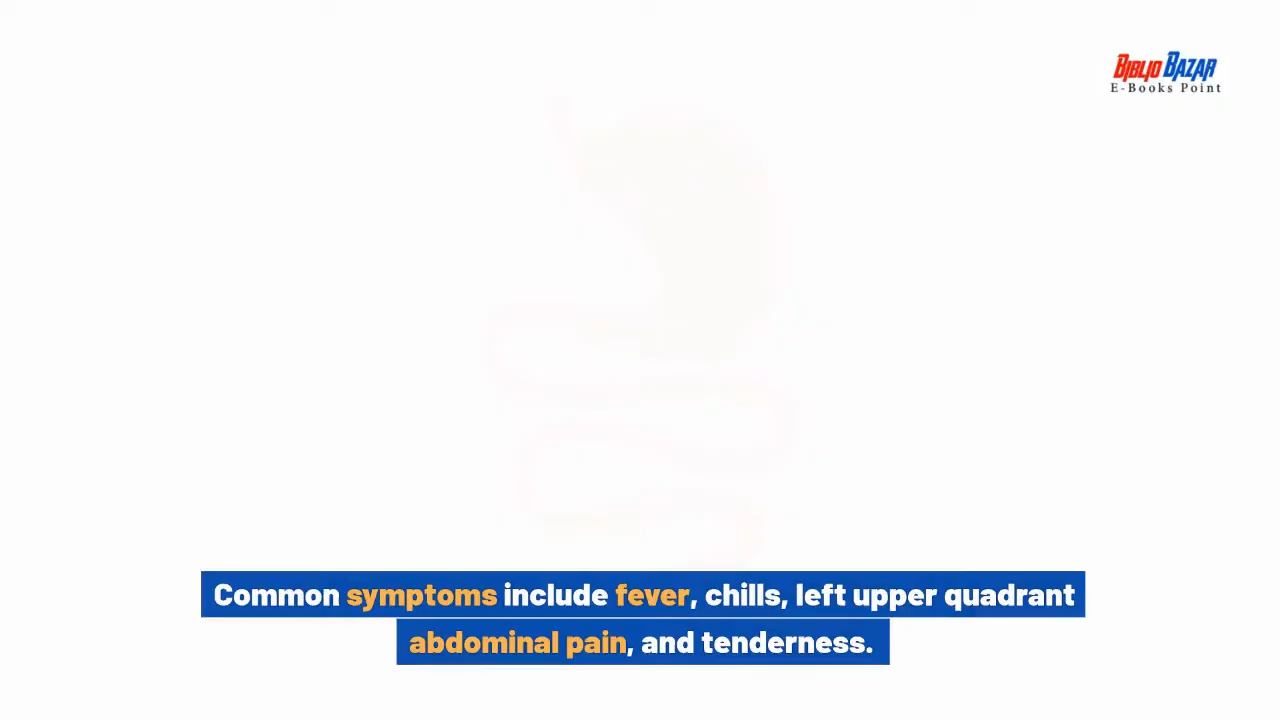 BIBLIO BAZAR
E-Books Point
Common symptoms include fever, chills, left upper quadrant
abdominal pain, and tenderness.